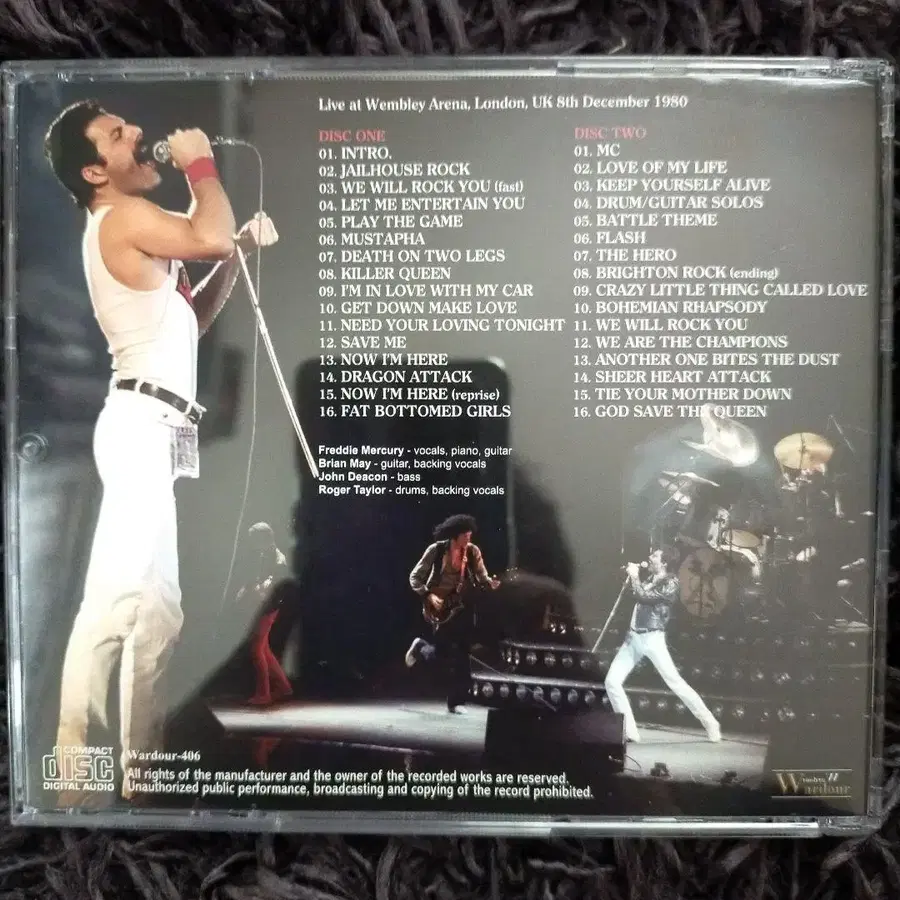 Live at Wembley Arena, London, UK 8th December 1980
DISC ONE
01. INTRO.
02. JAILHOUSE ROCK
03. WE WILL ROCK YOU (fast)
04. LET ME ENTERTAIN YOU
05. PLAY THE GAME
06. MUSTAPHA
07. DEATH ON TWO LEGS
08. KILLER QUEEN
09. I'M IN LOVE WITH MY CAR
10. GET DOWN MAKE LOVE
11. NEED YOUR LOVING TONIGHT
12. SAVE ME
13. NOW I'M HERE
14. DRAGON ATTACK
15. NOW I'M HERE (reprise)
16. FAT BOTTOMED GIRLS
DISC TWO
01. MC
02. LOVE OF MY LIFE
03. KEEP YOURSELF ALIVE
04. DRUM/GUITAR SOLOS
05. BATTLE THEME
06. FLASH
07. THE HERO
08. BRIGHTON ROCK (ending)
09. CRAZY LITTLE THING CALLED LOVE
10. BOHEMIAN RHAPSODY
11. WE WILL ROCK YOU
12. WE ARE THE CHAMPIONS
13. ANOTHER ONE BITES THE DUST
14. SHEER HEART ATTACK
15. TIE YOUR MOTHER DOWN
16. GOD SAVE THE QUEEN
Freddie Mercury - vocals, piano, guitar
Brian May - guitar, backing vocals
John Deacon - bass
Roger Taylor - drums, backing vocals
COMPACT
disc
DIGITAL AUDIO
Wardour-406
All rights of the manufacturer and the owner of the recorded works are reserved.
Unauthorized public performance, broadcasting and copying of the record prohibited.
Wardour